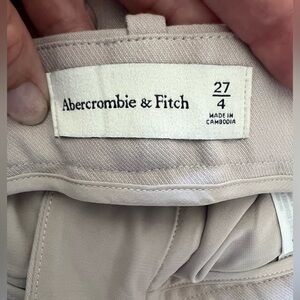 Abercrombie & Fitch
27
4
MADE IN
CAMBODIA